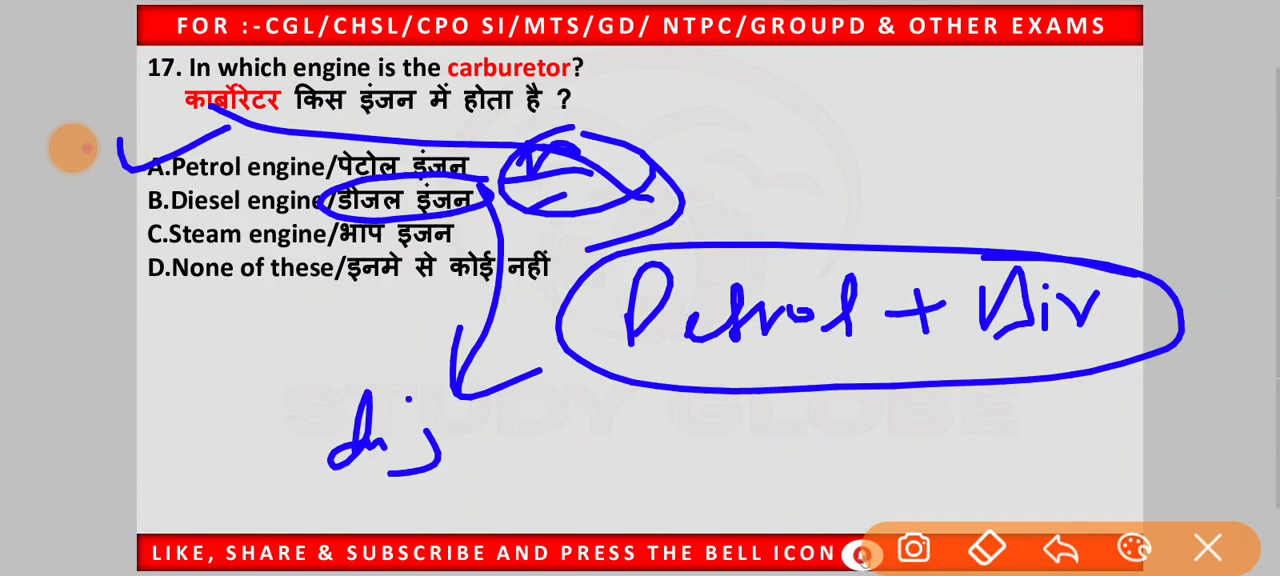 FOR :-CGL/CHSL/CPO SI/MTS/GD/ NTPC/GROUPD & OTHER EXAMS
17. In which engine is the carburetor?
कार्बोरेटर किस इंजन में होता है ?
A.Petrol engine/पेटोल इंजन
B.Diesel engine/डीजल इंजन
C.Steam engine/भाप इजन
D.None of these/इनमे से कोई नहीं
Petrol +
STUDY GLOBE
LIKE, SHARE & SUBSCRIBE AND PRESS THE BELL ICON